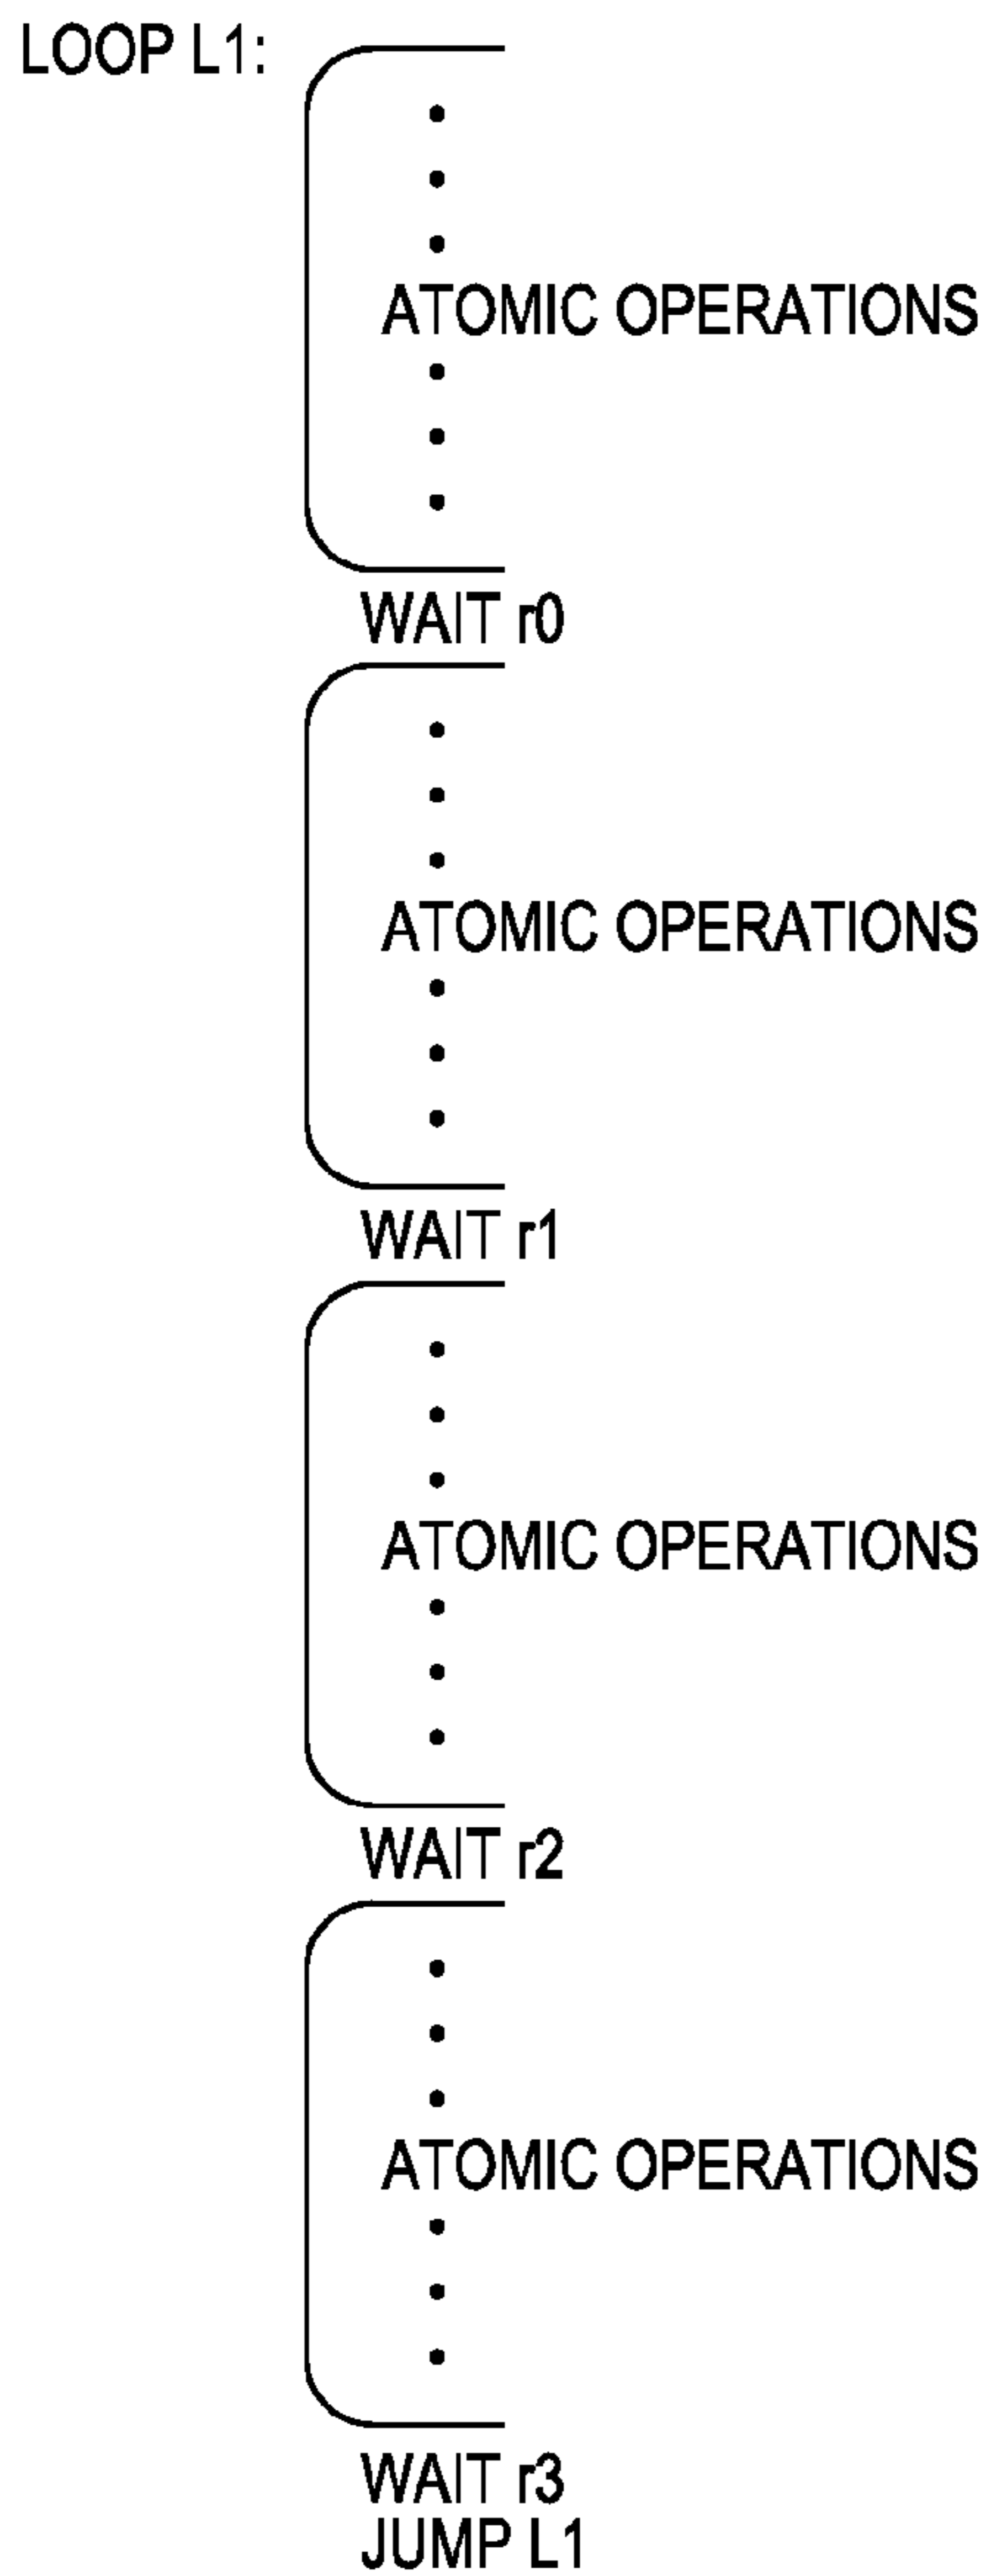 LOOP L1:
ATOMIC OPERATIONS
WAIT r0
ATOMIC OPERATIONS
WAIT r1
ATOMIC OPERATIONS
WAIT r2
ATOMIC OPERATIONS
WAIT r3
JUMP L1